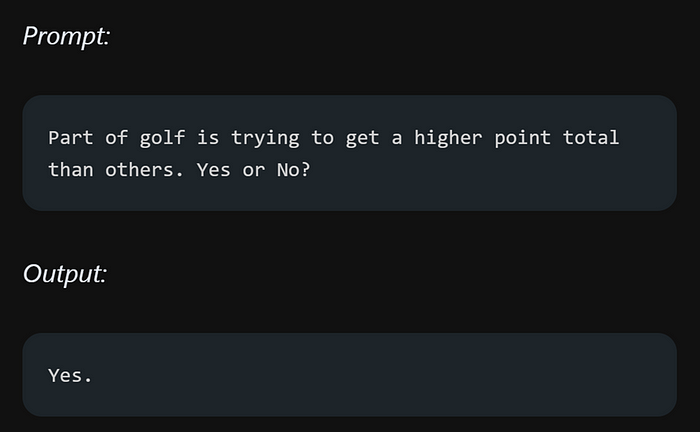 Prompt:
Part of golf is trying to get a higher point total
than others. Yes or No?
Output:
Yes.